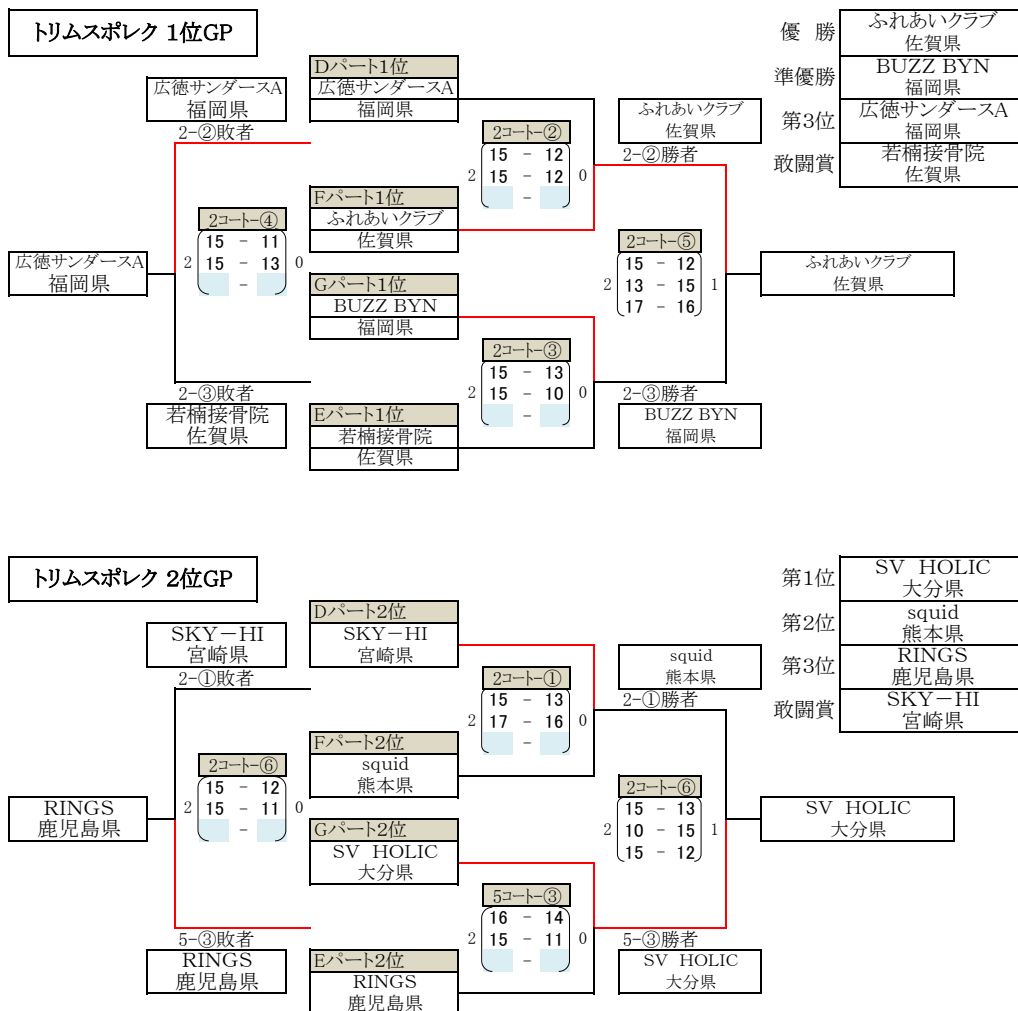 トリムスポレク 1位GP
優 勝
ふれあいクラブ
佐賀県
準優勝
BUZZ BYN
福岡県
第3位
広徳サンダースA
福岡県
敢闘賞
若楠接骨院
佐賀県
広徳サンダースA
福岡県
2-②敗者
Dパート1位
広徳サンダースA
福岡県
2コート-②
15 - 12
2 15 - 12 0
-
ふれあいクラブ
佐賀県
2-②勝者
Fパート1位
ふれあいクラブ
佐賀県
2コート-④
15 - 11
2 15 - 13 0
-
広徳サンダースA
福岡県
2コート-⑤
15 - 12
2 13 - 15 1
17 - 16
ふれあいクラブ
佐賀県
Gパート1位
BUZZ BYN
福岡県
2コート-③
15 - 13
2 15 - 10 0
-
2-③敗者
若楠接骨院
佐賀県
Eパート1位
若楠接骨院
佐賀県
2-③勝者
BUZZ BYN
福岡県
トリムスポレク 2位GP
第1位
SV HOLIC
大分県
第2位
squid
熊本県
第3位
RINGS
鹿児島県
敢闘賞
SKY-HI
宮崎県
SKY-HI
宮崎県
2-①敗者
Dパート2位
SKY-HI
宮崎県
2コート-①
15 - 13
2 17 - 16 0
-
squid
熊本県
2-①勝者
Fパート2位
squid
熊本県
2コート-⑥
15 - 12
2 15 - 11 0
-
RINGS
鹿児島県
2コート-⑥
15 - 13
2 10 - 15 1
15 - 12
SV HOLIC
大分県
Gパート2位
SV HOLIC
大分県
5コート-③
16 - 14
2 15 - 11 0
-
5-③敗者
RINGS
鹿児島県
Eパート2位
RINGS
鹿児島県
5-③勝者
SV HOLIC
大分県